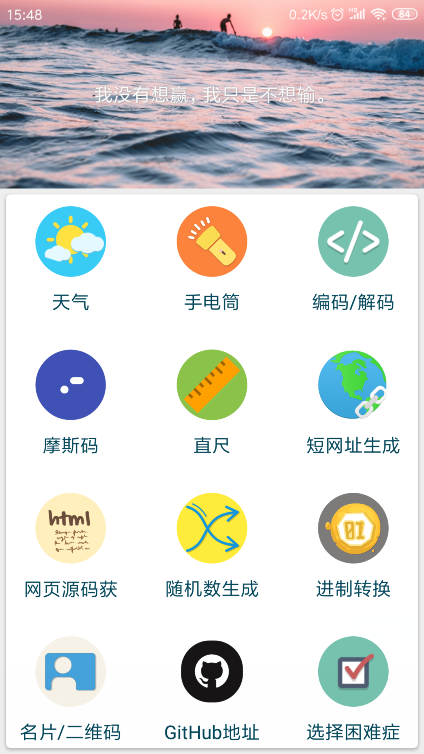 15:48
0.2K/s HD 84
我没有想赢，我只是不想输。
天气
手电筒
</>
编码/解码
摩斯码
直尺
短网址生成
html
网页源码获
随机数生成
01
进制转换
名片/二维码
GitHub地址
选择困难症